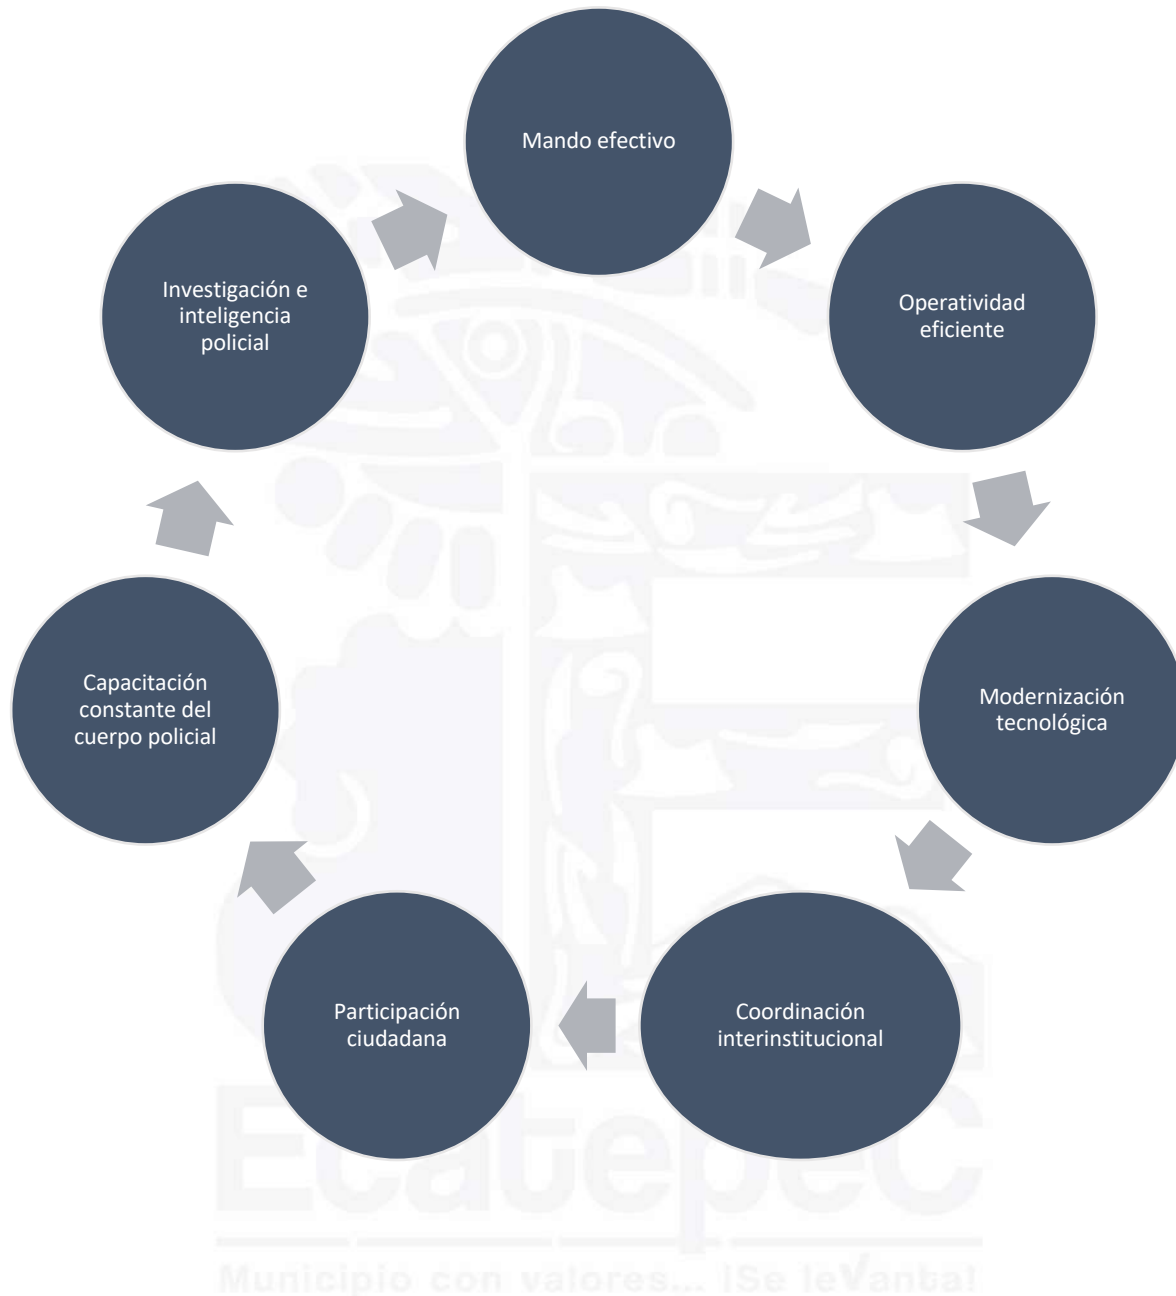 Mando efectivo
Operatividad
eficiente
Modernización
tecnológica
Coordinación
interinstitucional
Participación
ciudadana
Capacitación
constante del
cuerpo policial
Investigación e
inteligencia
policial
EcatepeC
Municipio con valores... ¡Se leVanta!